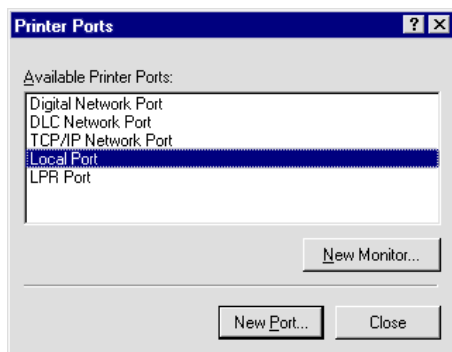 Printer Ports
Available Printer Ports:
Digital Network Port
DLC Network Port
TCP/IP Network Port
Local Port
LPR Port
New Monitor...
New Port...
Close